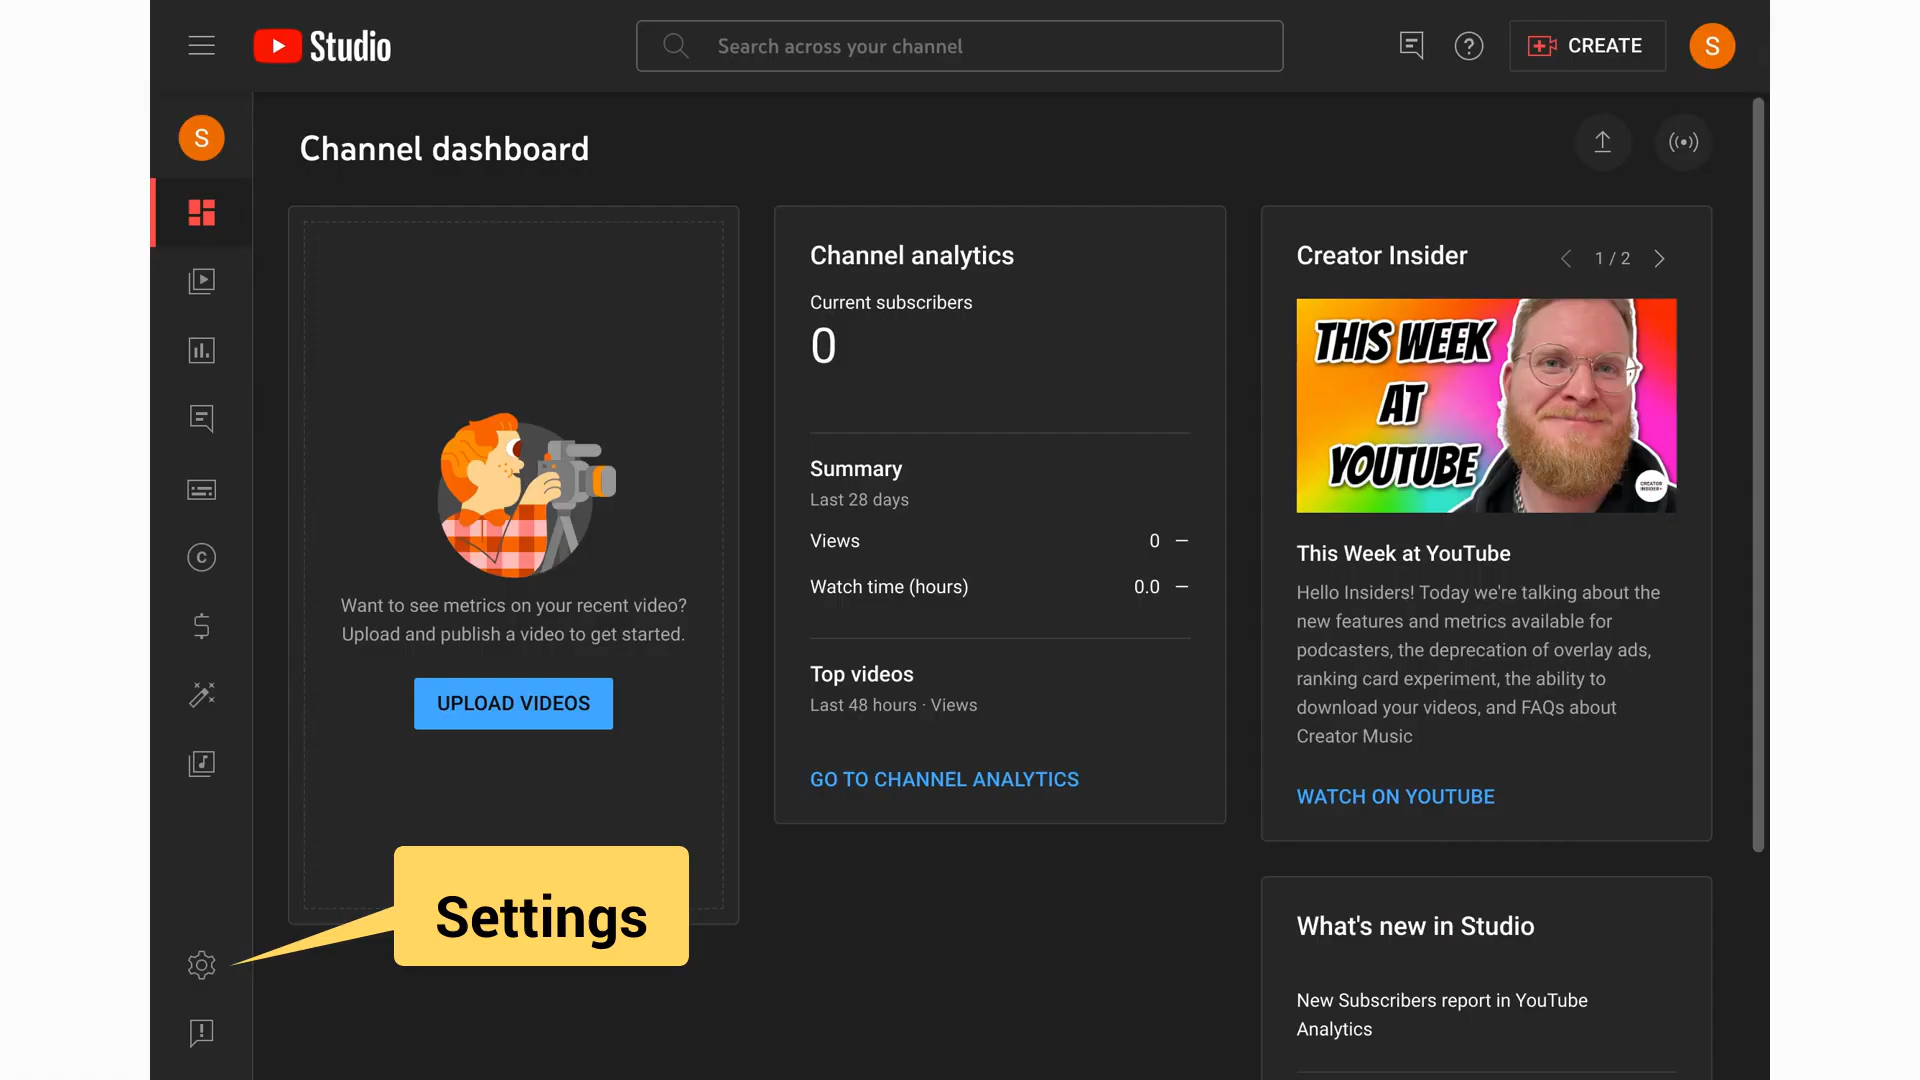 Studio
Search across your channel
CREATE
S
S
Channel dashboard
Want to see metrics on your recent video?
Upload and publish a video to get started.
UPLOAD VIDEOS
Channel analytics
Current subscribers
0
Summary
Last 28 days
Views 0 —
Watch time (hours) 0.0 —
Top videos
Last 48 hours · Views
GO TO CHANNEL ANALYTICS
Creator Insider
1 / 2
THIS WEEK
AT
YOUTUBE
CREATOR
INSIDER
This Week at YouTube
Hello Insiders! Today we're talking about the
new features and metrics available for
podcasters, the deprecation of overlay ads,
ranking card experiment, the ability to
download your videos, and FAQs about
Creator Music
WATCH ON YOUTUBE
What's new in Studio
New Subscribers report in YouTube
Analytics
Settings